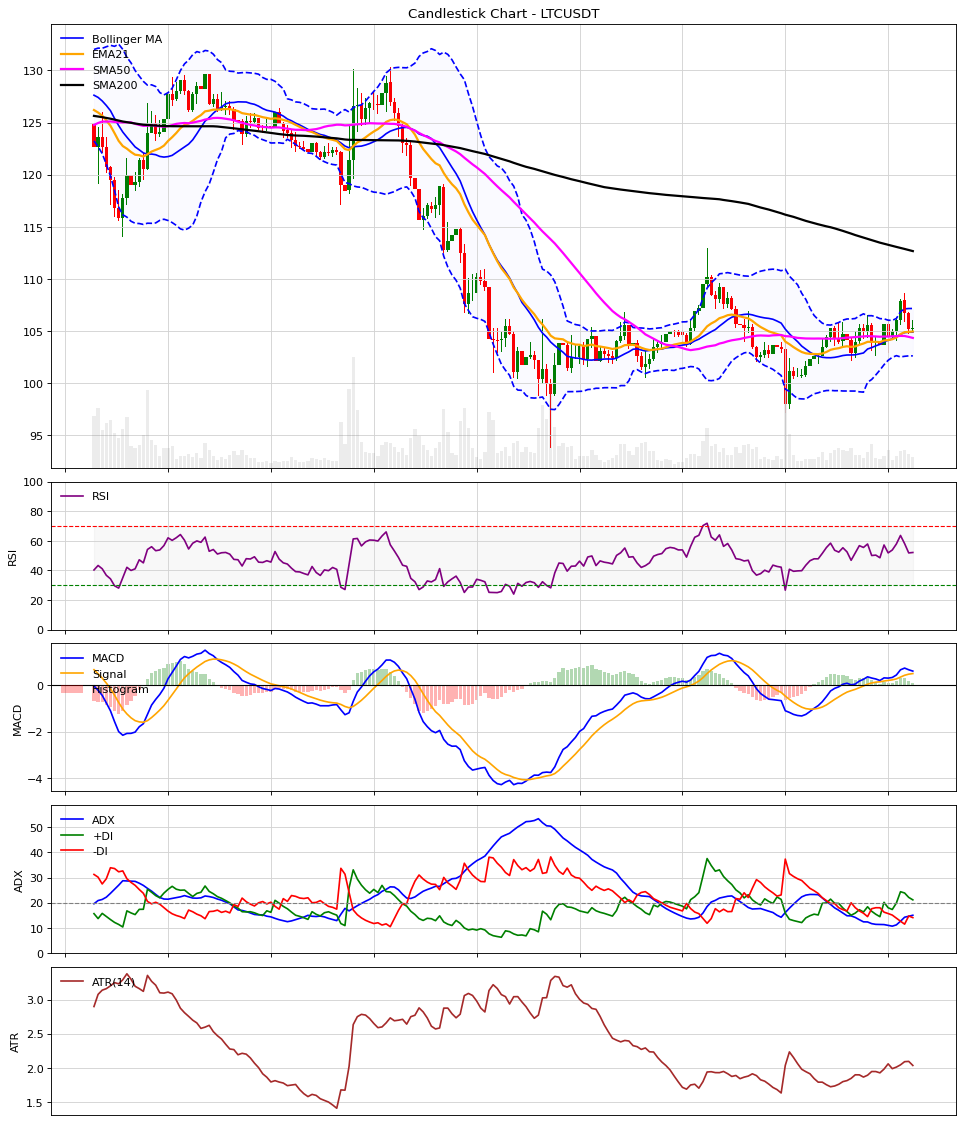 Candlestick Chart - LTCUSDT
Bollinger MA
EMA21
SMA50
SMA200
130
125
120
115
110
105
100
95
RSI
RSI
100
80
60
40
20
0
MACD
Signal
Histogram
MACD
0
−2
−4
ADX
+DI
-DI
ADX
50
40
30
20
10
0
ATR(14)
ATR
3.0
2.5
2.0
1.5